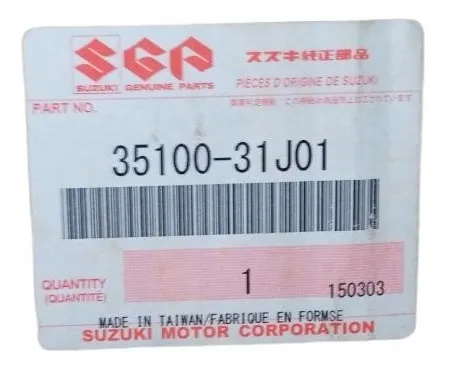 SGP
スズキ純正部品
SUZUKI GENUINE PARTS
PIÈCES D'ORIGINE DE SUZUKI
PART NO.
35100-31J01
QUANTITY
(QUANTITÉ)
1
150303
MADE IN TAIWAN/FABRIQUE EN FORMSE
SUZUKI MOTOR CORPORATION